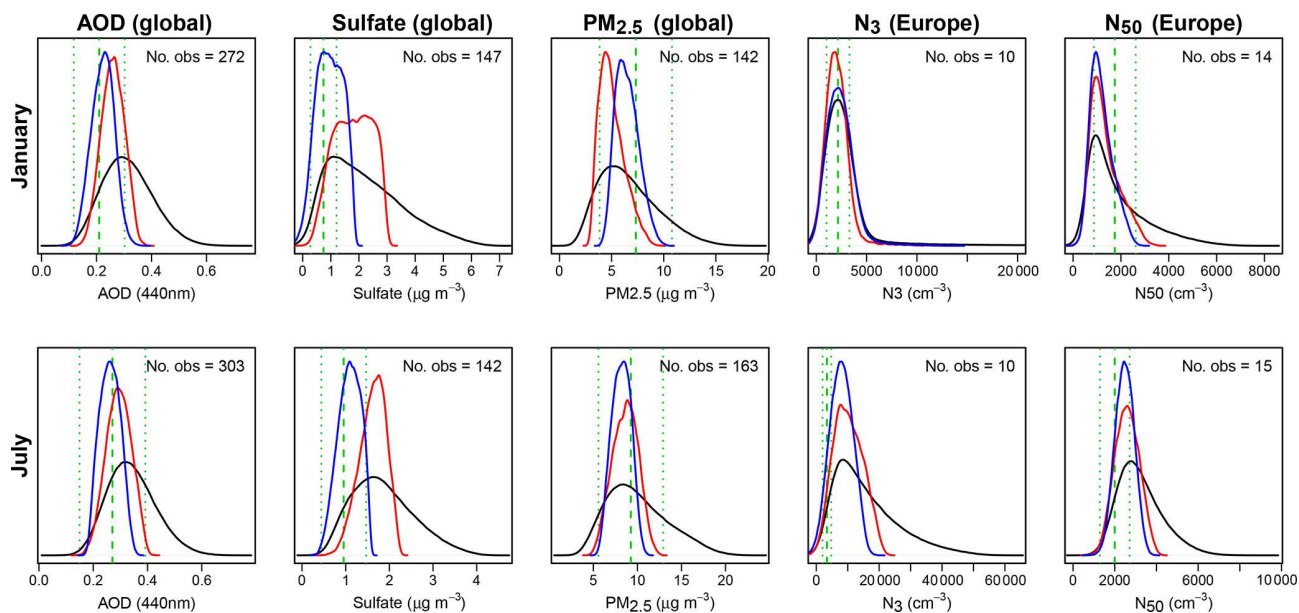 AOD (global) Sulfate (global) PM2.5 (global) N3 (Europe) N50 (Europe)
January
No. obs = 272 No. obs = 147 No. obs = 142 No. obs = 10 No. obs = 14
0.0 0.2 0.4 0.6 0 1 2 3 4 5 6 7 0 5 10 15 20 0 5000 10000 20000 0 2000 4000 6000 8000
AOD (440nm) Sulfate (μg m⁻³) PM2.5 (μg m⁻³) N3 (cm⁻³) N50 (cm⁻³)
July
No. obs = 303 No. obs = 142 No. obs = 163 No. obs = 10 No. obs = 15
0.0 0.2 0.4 0.6 0 1 2 3 4 5 10 15 20 0 20000 40000 60000 0 2000 4000 6000 10000
AOD (440nm) Sulfate (μg m⁻³) PM2.5 (μg m⁻³) N3 (cm⁻³) N50 (cm⁻³)